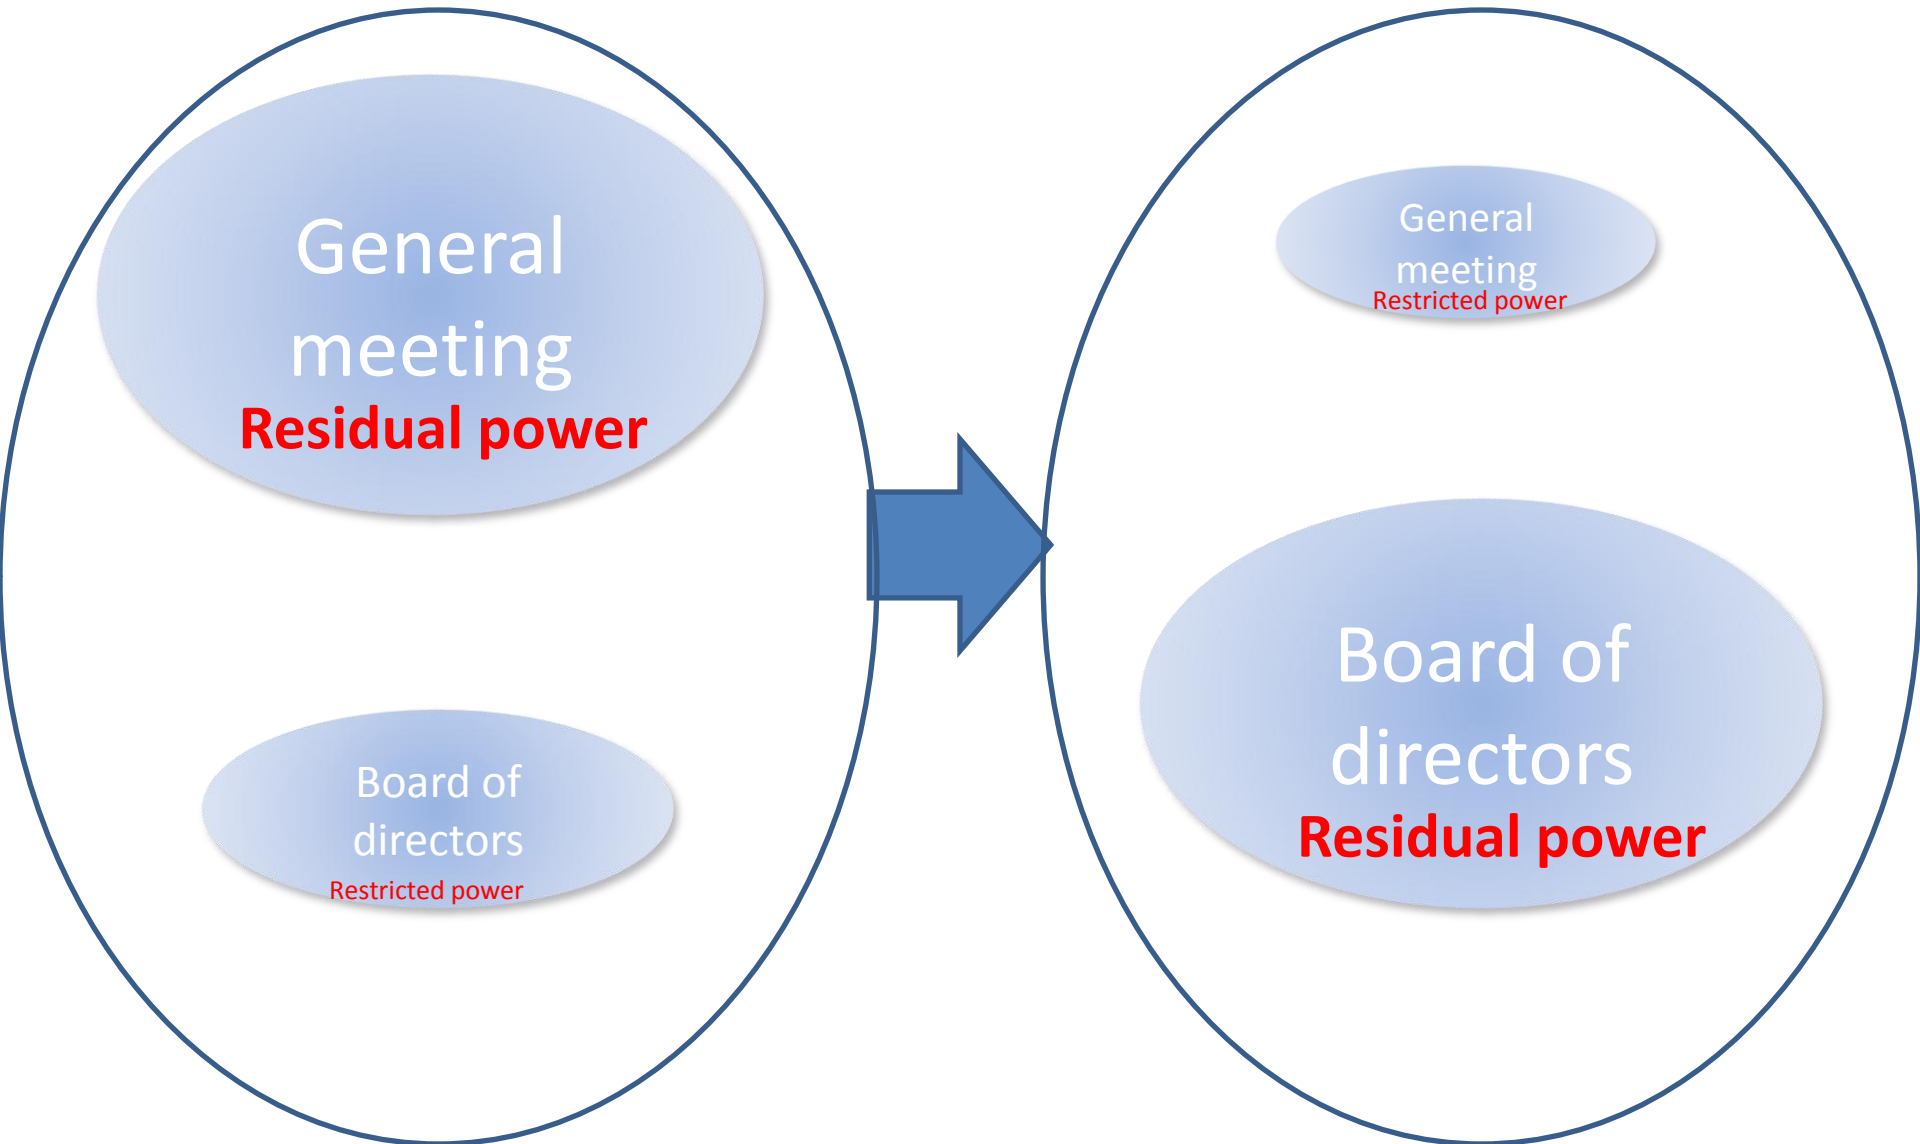 General
meeting
Residual power
Board of
directors
Restricted power
General
meeting
Restricted power
Board of
directors
Residual power